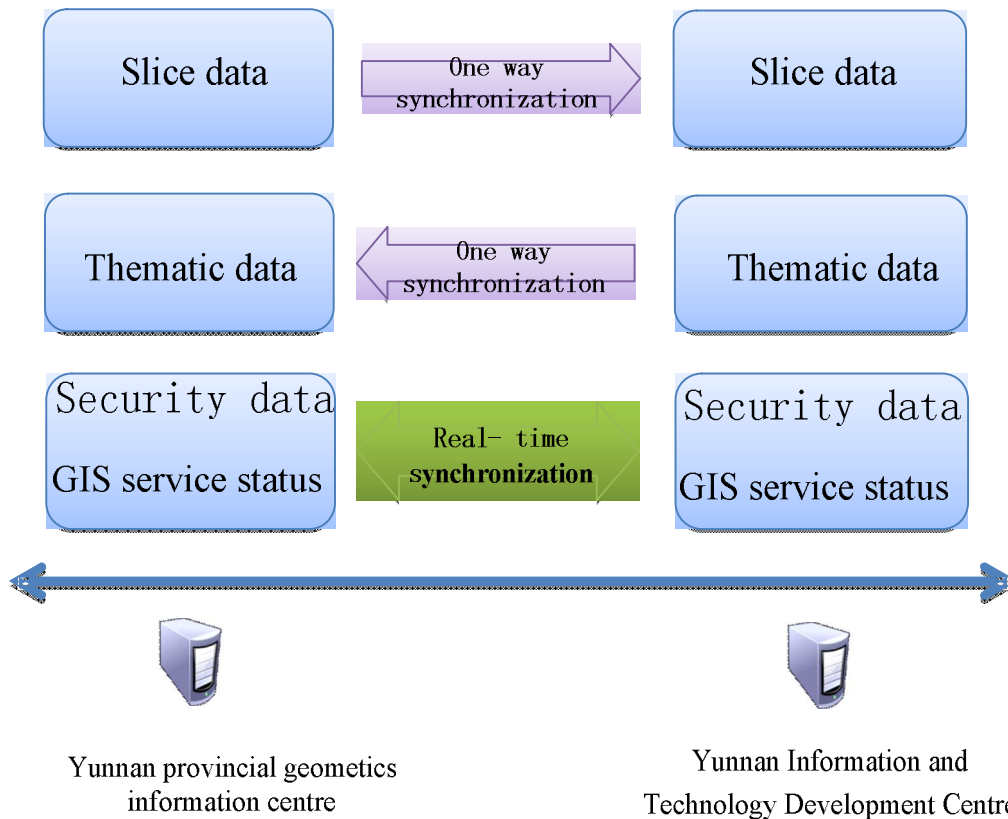 Slice data
One way
synchronization
Slice data
Thematic data
One way
synchronization
Thematic data
Security data
GIS service status
Real- time
synchronization
Security data
GIS service status
Yunnan provincial geometics
information centre
Yunnan Information and
Technology Development Centre